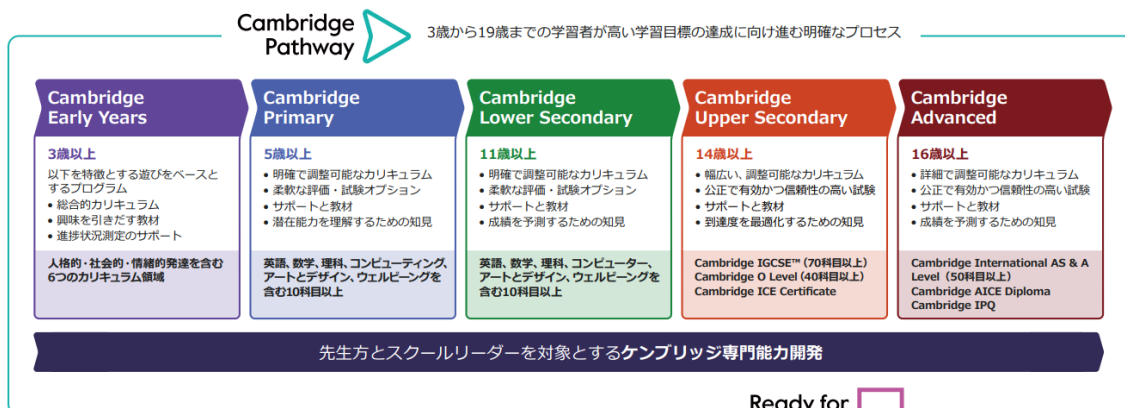 Cambridge
Pathway
3歳から19歳までの学習者が高い学習目標の達成に向け進む明確なプロセス
Cambridge
Early Years
3歳以上
以下を特徴とする遊びをベースと
するプログラム
• 総合的カリキュラム
• 興味を引きだす教材
• 進捗状況測定のサポート
人格的・社会的・情緒的発達を含む
6つのカリキュラム領域
Cambridge
Primary
5歳以上
• 明確で調整可能なカリキュラム
• 柔軟な評価・試験オプション
• サポートと教材
• 潜在能力を理解するための知見
英語、数学、理科、コンピューティング、
アートとデザイン、ウェルビーングを
含む10科目以上
Cambridge
Lower Secondary
11歳以上
• 明確で調整可能なカリキュラム
• 柔軟な評価・試験オプション
• サポートと教材
• 成績を予測するための知見
英語、数学、理科、コンピューター、
アートとデザイン、ウェルビーングを
含む10科目以上
Cambridge
Upper Secondary
14歳以上
• 幅広い、調整可能なカリキュラム
• 公正で有効かつ信頼性の高い試験
• サポートと教材
• 到達度を最適化するための知見
Cambridge IGCSE™（70科目以上）
Cambridge O Level（40科目以上）
Cambridge ICE Certificate
Cambridge
Advanced
16歳以上
• 詳細で調整可能なカリキュラム
• 公正で有効かつ信頼性の高い試験
• サポートと教材
• 成績を予測するための知見
Cambridge International AS & A
Level（50科目以上）
Cambridge AICE Diploma
Cambridge IPQ
先生方とスクールリーダーを対象とするケンブリッジ専門能力開発
Ready for